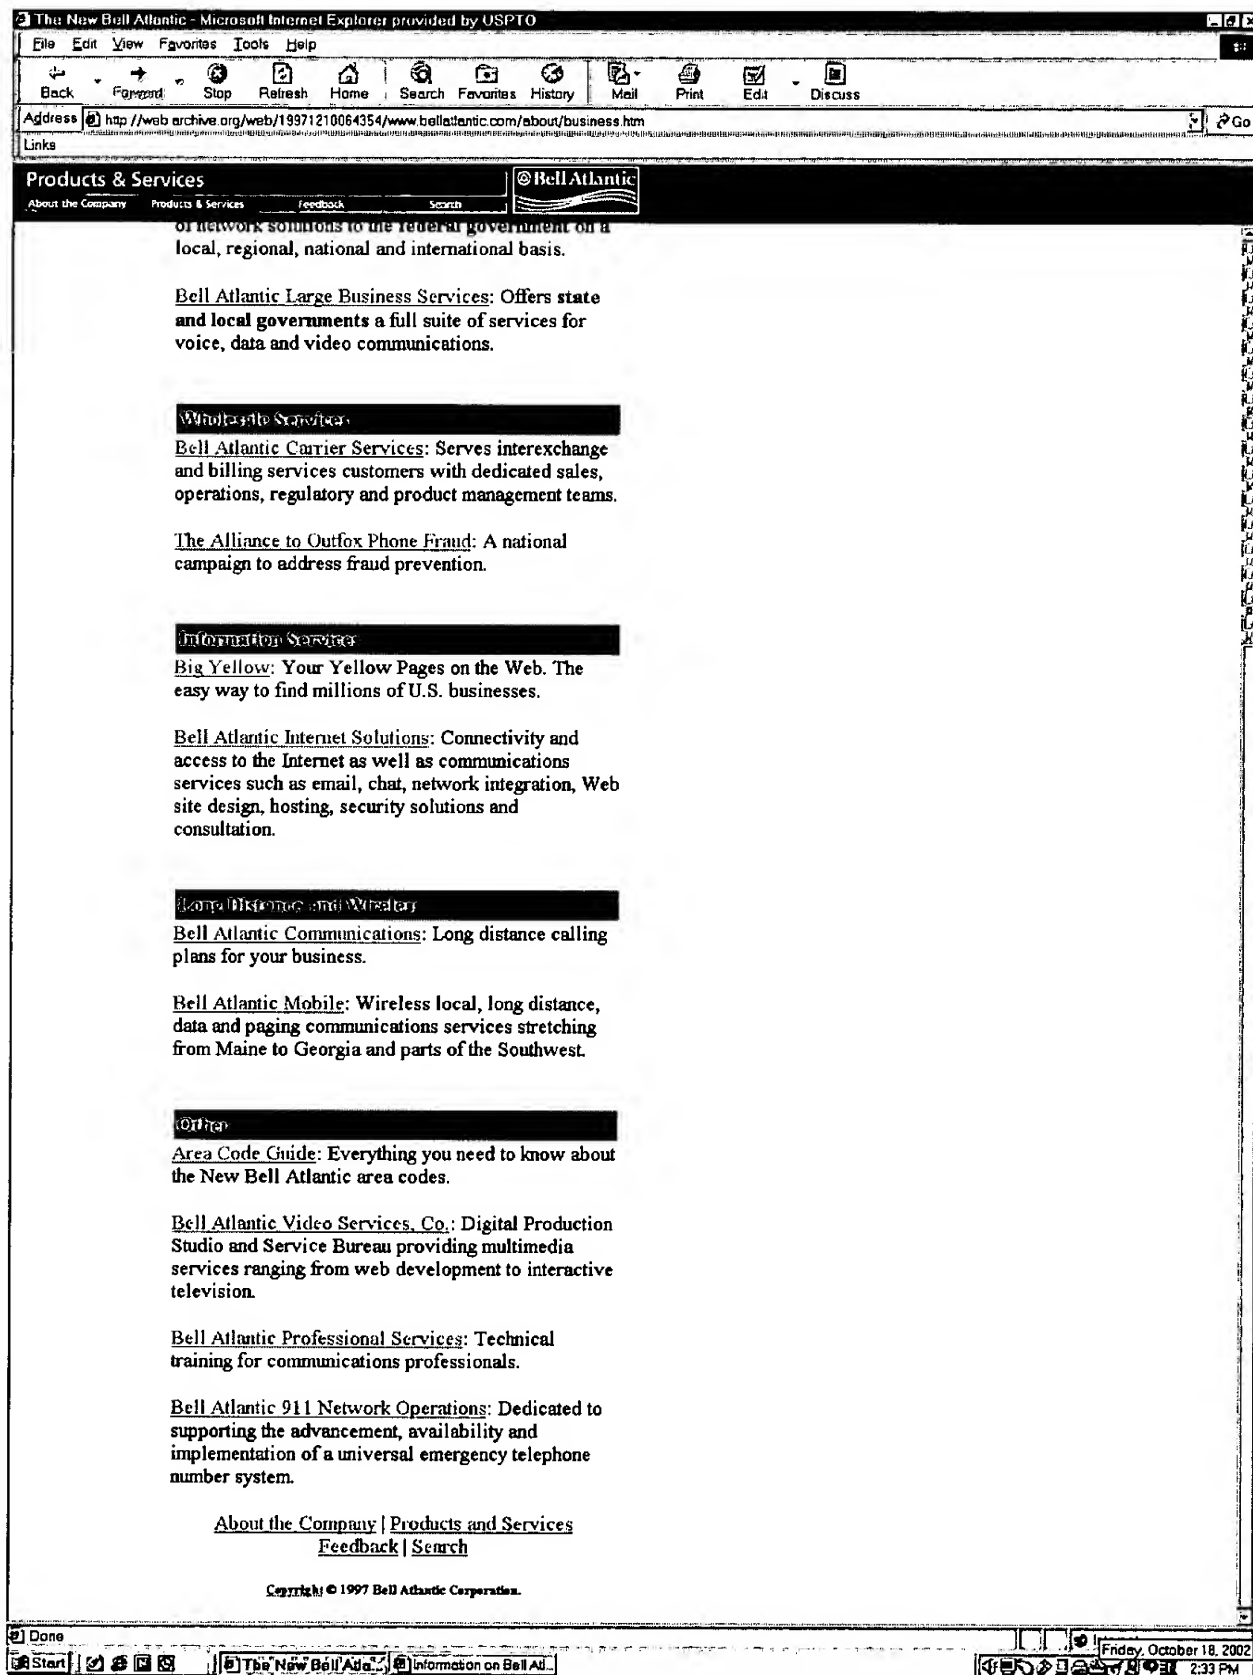 The New Bell Atlantic - Microsoft Internet Explorer provided by USPTO
File Edit View Favorites Tools Help
Back Forward Stop Refresh Home Search Favorites History Mail Print Edit Discuss
Address http://web.archive.org/web/19971210064354/www.bellatlantic.com/about/business.htm Go
Links
Products & Services Bell Atlantic
About the Company Products & Services Feedback Search
of network solutions to the federal government on a
local, regional, national and international basis.
Bell Atlantic Large Business Services: Offers state
and local governments a full suite of services for
voice, data and video communications.
Wholesale Services
Bell Atlantic Carrier Services: Serves interexchange
and billing services customers with dedicated sales,
operations, regulatory and product management teams.
The Alliance to Outfox Phone Fraud: A national
campaign to address fraud prevention.
Information Services
Big Yellow: Your Yellow Pages on the Web. The
easy way to find millions of U.S. businesses.
Bell Atlantic Internet Solutions: Connectivity and
access to the Internet as well as communications
services such as email, chat, network integration, Web
site design, hosting, security solutions and
consultation.
Long Distance and Wireless
Bell Atlantic Communications: Long distance calling
plans for your business.
Bell Atlantic Mobile: Wireless local, long distance,
data and paging communications services stretching
from Maine to Georgia and parts of the Southwest.
Other
Area Code Guide: Everything you need to know about
the New Bell Atlantic area codes.
Bell Atlantic Video Services, Co.: Digital Production
Studio and Service Bureau providing multimedia
services ranging from web development to interactive
television.
Bell Atlantic Professional Services: Technical
training for communications professionals.
Bell Atlantic 911 Network Operations: Dedicated to
supporting the advancement, availability and
implementation of a universal emergency telephone
number system.
About the Company | Products and Services
Feedback | Search
Copyright © 1997 Bell Atlantic Corporation.
Done
Friday, October 18, 2002
Start The New Bell Atla... Information on Bell Atl... 2:33 PM